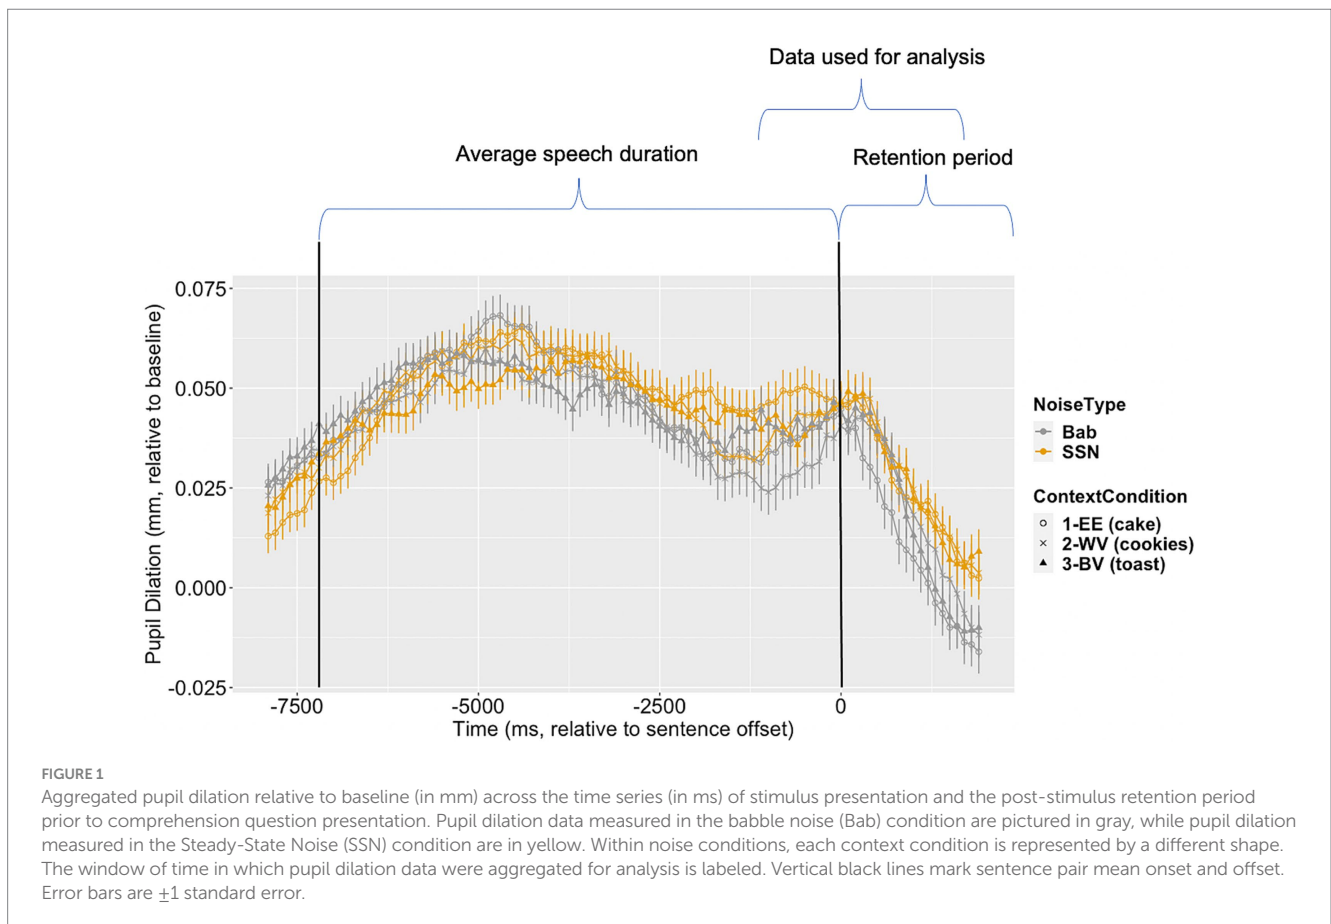 Data used for analysis
Average speech duration
Retention period
Pupil Dilation (mm, relative to baseline)
0.075
0.050
0.025
0.000
-0.025
-7500
-5000
-2500
0
Time (ms, relative to sentence offset)
NoiseType
Bab
SSN
ContextCondition
1-EE (cake)
2-WV (cookies)
3-BV (toast)
FIGURE 1
Aggregated pupil dilation relative to baseline (in mm) across the time series (in ms) of stimulus presentation and the post-stimulus retention period
prior to comprehension question presentation. Pupil dilation data measured in the babble noise (Bab) condition are pictured in gray, while pupil dilation
measured in the Steady-State Noise (SSN) condition are in yellow. Within noise conditions, each context condition is represented by a different shape.
The window of time in which pupil dilation data were aggregated for analysis is labeled. Vertical black lines mark sentence pair mean onset and offset.
Error bars are ±1 standard error.